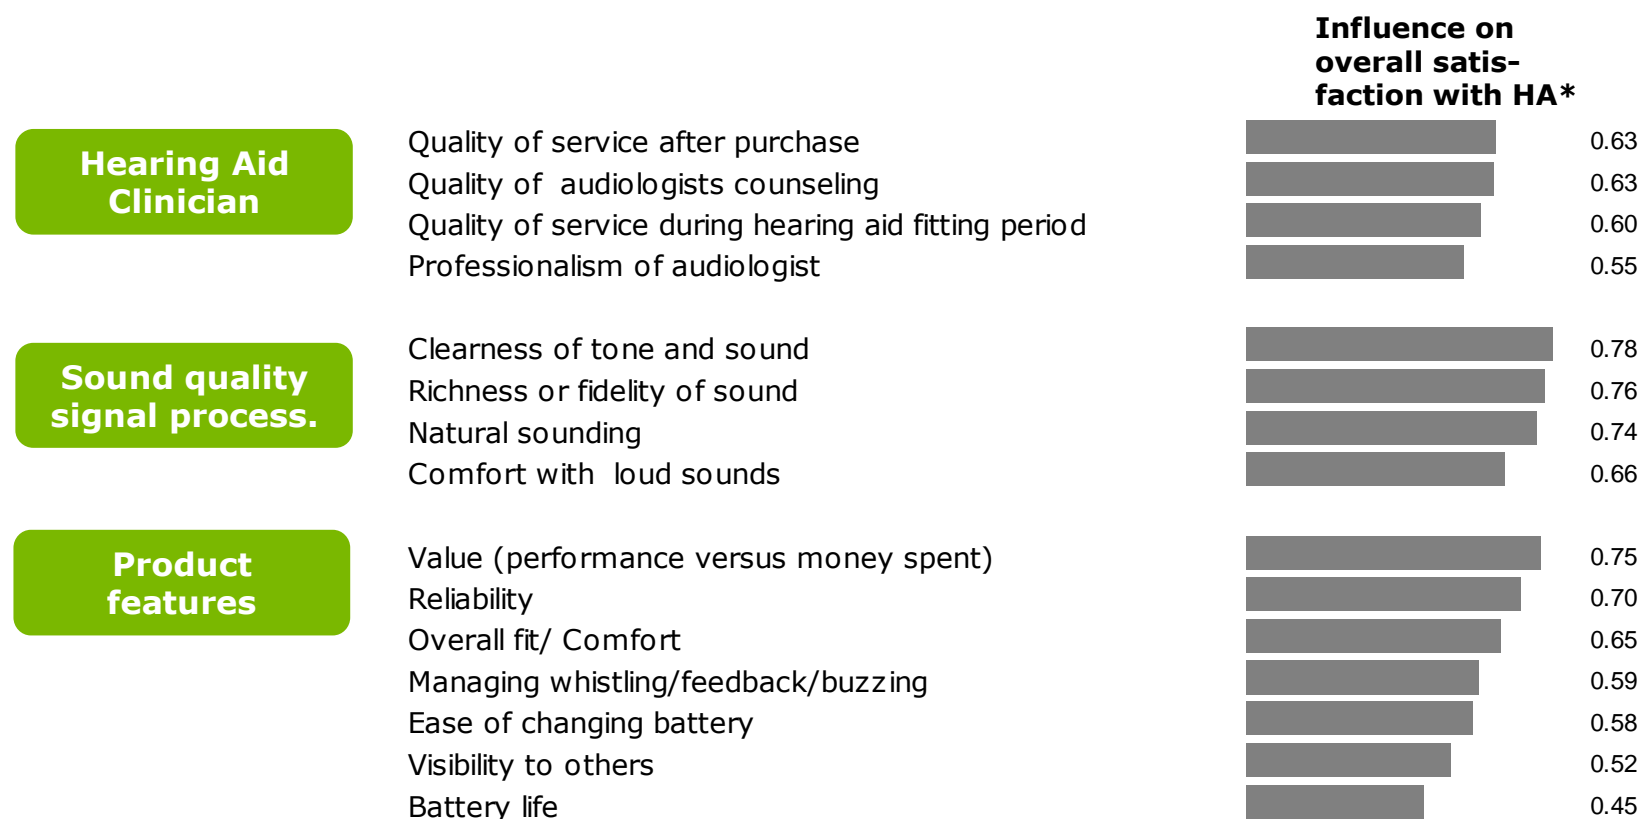 Influence on
overall satis-
faction with HA*
Hearing Aid
Clinician
Quality of service after purchase 0.63
Quality of audiologists counseling 0.63
Quality of service during hearing aid fitting period 0.60
Professionalism of audiologist 0.55
Sound quality
signal process.
Clearness of tone and sound 0.78
Richness or fidelity of sound 0.76
Natural sounding 0.74
Comfort with loud sounds 0.66
Product
features
Value (performance versus money spent) 0.75
Reliability 0.70
Overall fit/ Comfort 0.65
Managing whistling/feedback/buzzing 0.59
Ease of changing battery 0.58
Visibility to others 0.52
Battery life 0.45